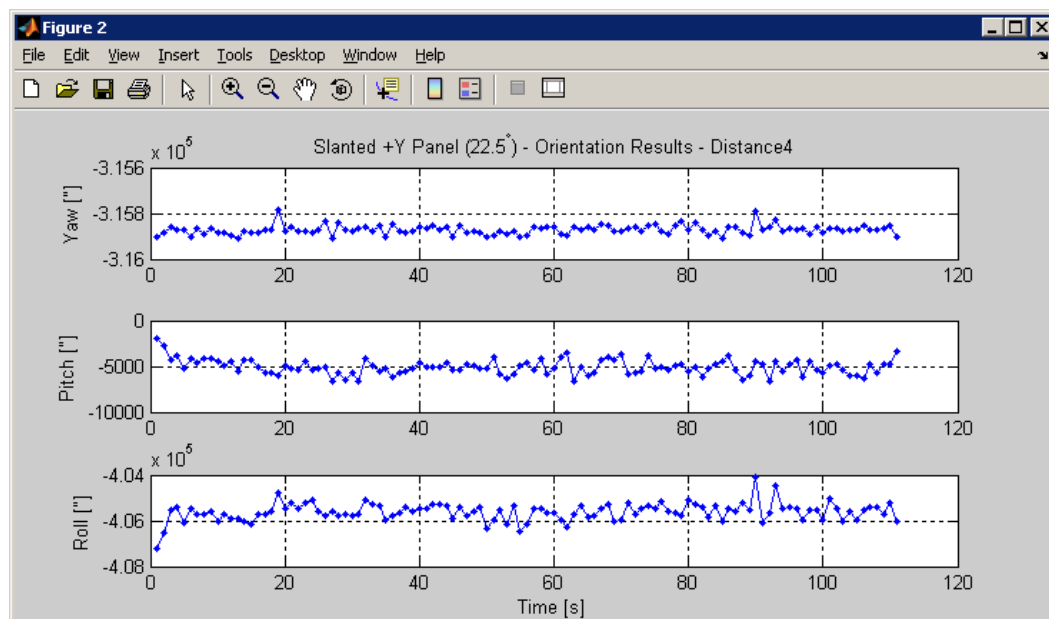 Figure 2
File Edit View Insert Tools Desktop Window Help
Slanted +Y Panel (22.5°) - Orientation Results - Distance4
x 10^5
-3.156
-3.158
-3.16
Yaw ["]
0 20 40 60 80 100 120
0
-5000
-10000
Pitch ["]
0 20 40 60 80 100 120
x 10^5
-4.04
-4.06
-4.08
Roll ["]
0 20 40 60 80 100 120
Time [s]